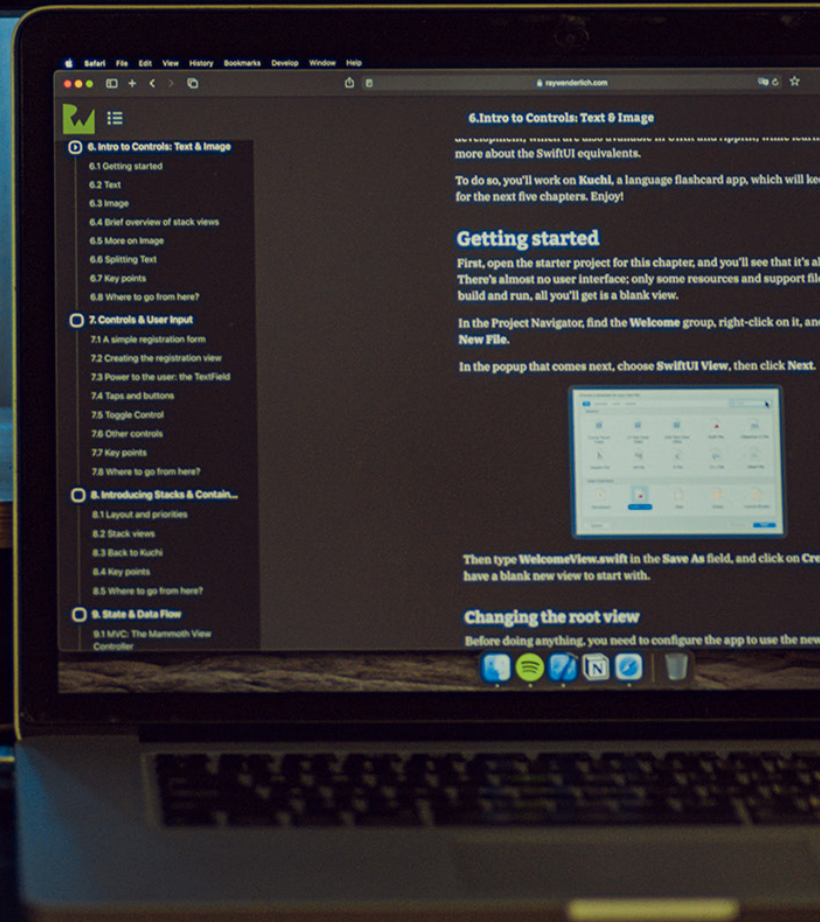 Safari File Edit View History Bookmarks Develop Window Help
raywenderlich.com
6.Intro to Controls: Text & Image
6. Intro to Controls: Text & Image
6.1 Getting started
6.2 Text
6.3 Image
6.4 Brief overview of stack views
6.5 More on Image
6.6 Splitting Text
6.7 Key points
6.8 Where to go from here?
7. Controls & User Input
7.1 A simple registration form
7.2 Creating the registration view
7.3 Power to the user: the TextField
7.4 Taps and buttons
7.5 Toggle Control
7.6 Other controls
7.7 Key points
7.8 Where to go from here?
8. Introducing Stacks & Contain...
8.1 Layout and priorities
8.2 Stack views
8.3 Back to Kuchi
8.4 Key points
8.5 Where to go from here?
9. State & Data Flow
9.1 MVC: The Mammoth View
Controller
more about the SwiftUI equivalents.
To do so, you'll work on Kuchi, a language flashcard app, which will
for the next five chapters. Enjoy!
Getting started
First, open the starter project for this chapter, and you'll see that it's
There's almost no user interface; only some resources and support
build and run, all you'll get is a blank view.
In the Project Navigator, find the Welcome group, right-click on it,
New File.
In the popup that comes next, choose SwiftUI View, then click Next.
Then type WelcomeView.swift in the Save As field, and click on
have a blank new view to start with.
Changing the root view
Before doing anything, you need to configure the app to use the new